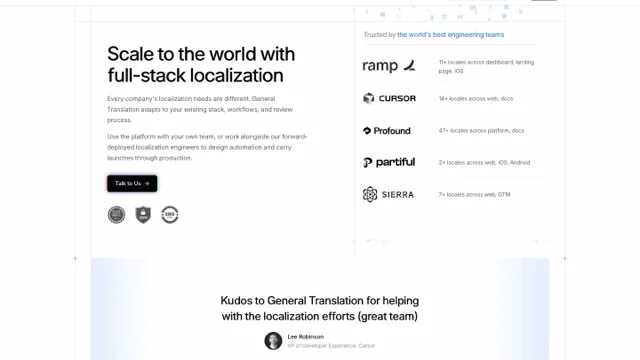 Scale to the world with
full-stack localization
Every company's localization needs are different. General
Translation adapts to your existing stack, workflows, and review
process.
Use the platform with your own team, or work alongside our forward-
deployed localization engineers to design automation and carry
launches through production.
Talk to Us →
ISO
Trusted by the world's best engineering teams
ramp
11+ locales across dashboard, landing
page, iOS
CURSOR
14+ locales across web, docs
Profound
47+ locales across platform, docs
partiful
2+ locales across web, iOS, Android
SIERRA
7+ locales across web, GTM
Kudos to General Translation for helping
with the localization efforts (great team)
Lee Robinson
VP of Developer Experience, Cursor